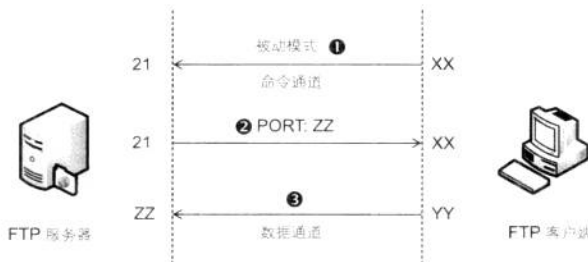 被动模式 ❶
21 XX
命令通道
❷ PORT: ZZ
21 XX
❸
ZZ YY
数据通道
FTP 服务器
FTP 客户端